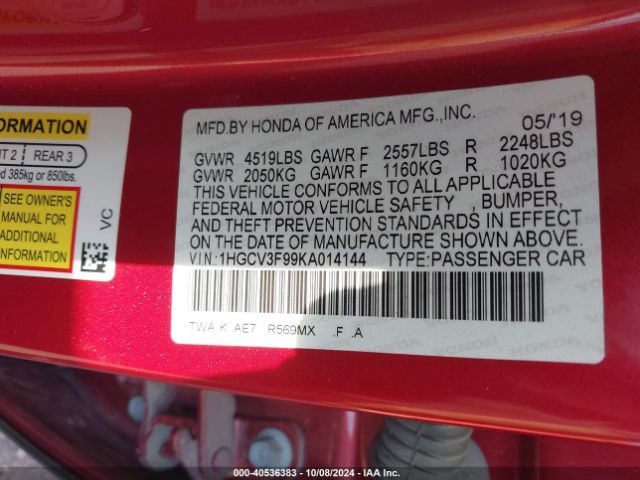 ORMATION
NT 2 | REAR 3
d 385kg or 850lbs.
SEE OWNER'S
MANUAL FOR
ADDITIONAL
INFORMATION
VC
MFD.BY HONDA OF AMERICA MFG.,INC. 05/'19
GVWR 4519LBS GAWR F 2557LBS R 2248LBS
GVWR 2050KG GAWR F 1160KG R 1020KG
THIS VEHICLE CONFORMS TO ALL APPLICABLE
FEDERAL MOTOR VEHICLE SAFETY , BUMPER,
AND THEFT PREVENTION STANDARDS IN EFFECT
ON THE DATE OF MANUFACTURE SHOWN ABOVE.
V.I.N:1HGCV3F99KA014144 TYPE:PASSENGER CAR
TWA K AE7 R569MX .F .A
000-40536383 | 10/08/2024 | IAA Inc.